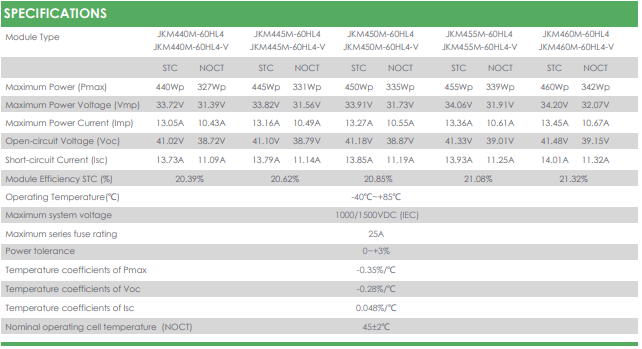 SPECIFICATIONS
Module Type JKM440M-60HL4 JKM445M-60HL4 JKM450M-60HL4 JKM455M-60HL4 JKM460M-60HL4
JKM440M-60HL4-V JKM445M-60HL4-V JKM450M-60HL4-V JKM455M-60HL4-V JKM460M-60HL4-V
STC NOCT STC NOCT STC NOCT STC NOCT STC NOCT
Maximum Power (Pmax) 440Wp 327Wp 445Wp 331Wp 450Wp 335Wp 455Wp 339Wp 460Wp 342Wp
Maximum Power Voltage (Vmp) 33.72V 31.39V 33.82V 31.56V 33.91V 31.73V 34.06V 31.91V 34.20V 32.07V
Maximum Power Current (Imp) 13.05A 10.43A 13.16A 10.49A 13.27A 10.55A 13.36A 10.61A 13.45A 10.67A
Open-circuit Voltage (Voc) 41.02V 38.72V 41.10V 38.79V 41.18V 38.87V 41.33V 39.01V 41.48V 39.15V
Short-circuit Current (Isc) 13.73A 11.09A 13.79A 11.14A 13.85A 11.19A 13.93A 11.25A 14.01A 11.32A
Module Efficiency STC (%) 20.39% 20.62% 20.85% 21.08% 21.32%
Operating Temperature(℃) -40℃~+85℃
Maximum system voltage 1000/1500VDC (IEC)
Maximum series fuse rating 25A
Power tolerance 0~+3%
Temperature coefficients of Pmax -0.35%/℃
Temperature coefficients of Voc -0.28%/℃
Temperature coefficients of Isc 0.048%/℃
Nominal operating cell temperature (NOCT) 45±2℃